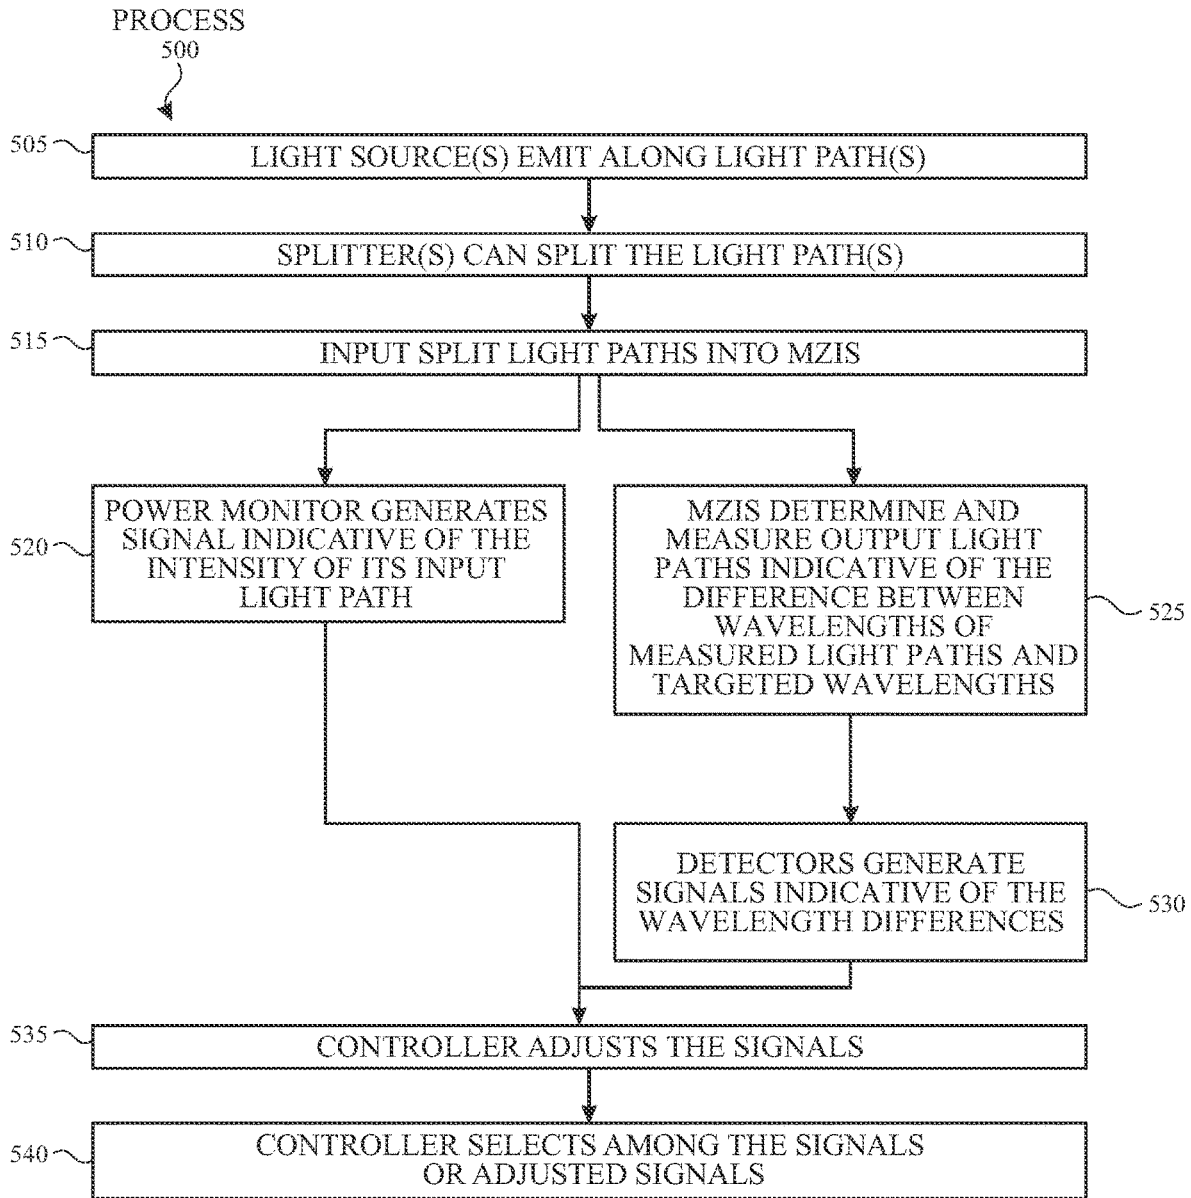 PROCESS
500
505
LIGHT SOURCE(S) EMIT ALONG LIGHT PATH(S)
510
SPLITTER(S) CAN SPLIT THE LIGHT PATH(S)
515
INPUT SPLIT LIGHT PATHS INTO MZIS
520
POWER MONITOR GENERATES
SIGNAL INDICATIVE OF THE
INTENSITY OF ITS INPUT
LIGHT PATH
MZIS DETERMINE AND
MEASURE OUTPUT LIGHT
PATHS INDICATIVE OF THE
DIFFERENCE BETWEEN
WAVELENGTHS OF
MEASURED LIGHT PATHS AND
TARGETED WAVELENGTHS
525
DETECTORS GENERATE
SIGNALS INDICATIVE OF THE
WAVELENGTH DIFFERENCES
530
535
CONTROLLER ADJUSTS THE SIGNALS
540
CONTROLLER SELECTS AMONG THE SIGNALS
OR ADJUSTED SIGNALS